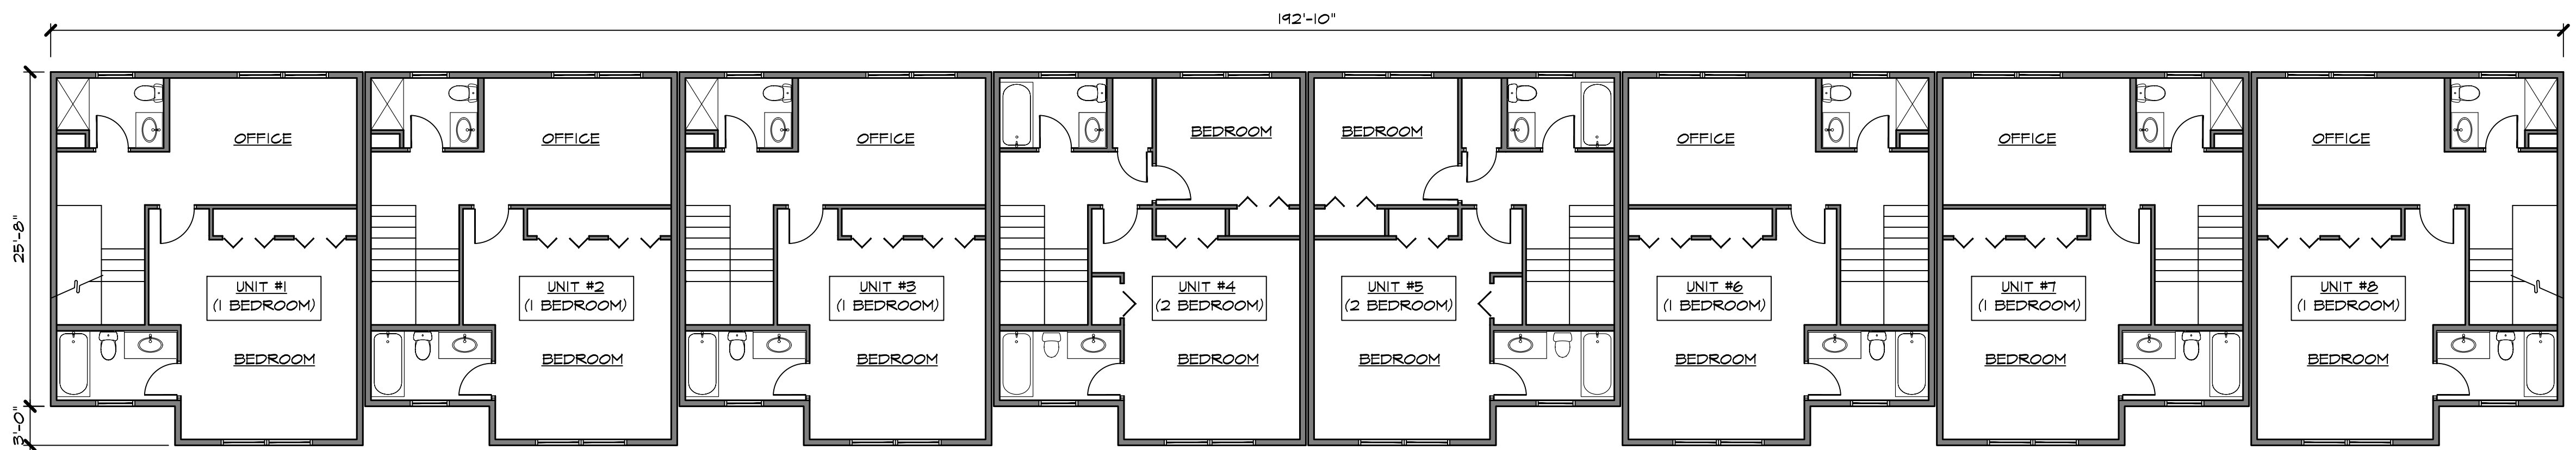 192'-10"
OFFICE
OFFICE
OFFICE
BEDROOM
BEDROOM
OFFICE
OFFICE
OFFICE
25'-8"
UNIT #1
(1 BEDROOM)
UNIT #2
(1 BEDROOM)
UNIT #3
(1 BEDROOM)
UNIT #4
(2 BEDROOM)
UNIT #5
(2 BEDROOM)
UNIT #6
(1 BEDROOM)
UNIT #7
(1 BEDROOM)
UNIT #8
(1 BEDROOM)
BEDROOM
BEDROOM
BEDROOM
BEDROOM
BEDROOM
BEDROOM
BEDROOM
BEDROOM
3'-0"